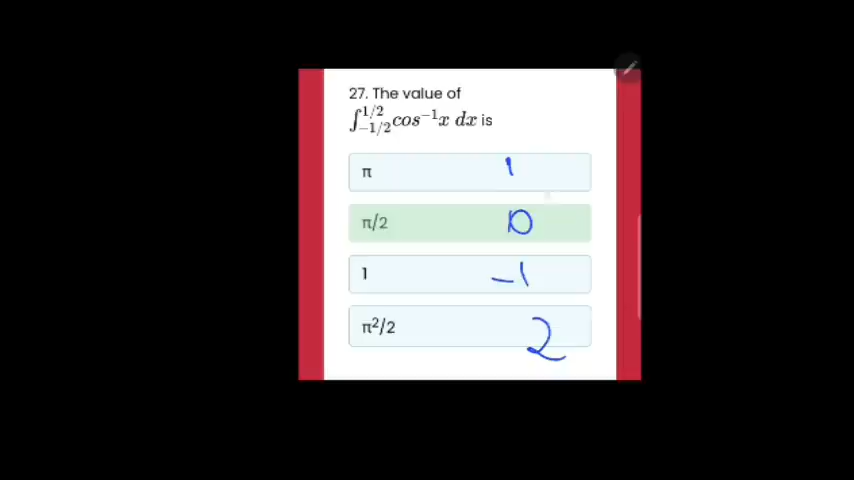 27. The value of
∫_{-1/2}^{1/2} cos⁻¹x dx is
π 1
π/2 0
1 -1
π²/2 2